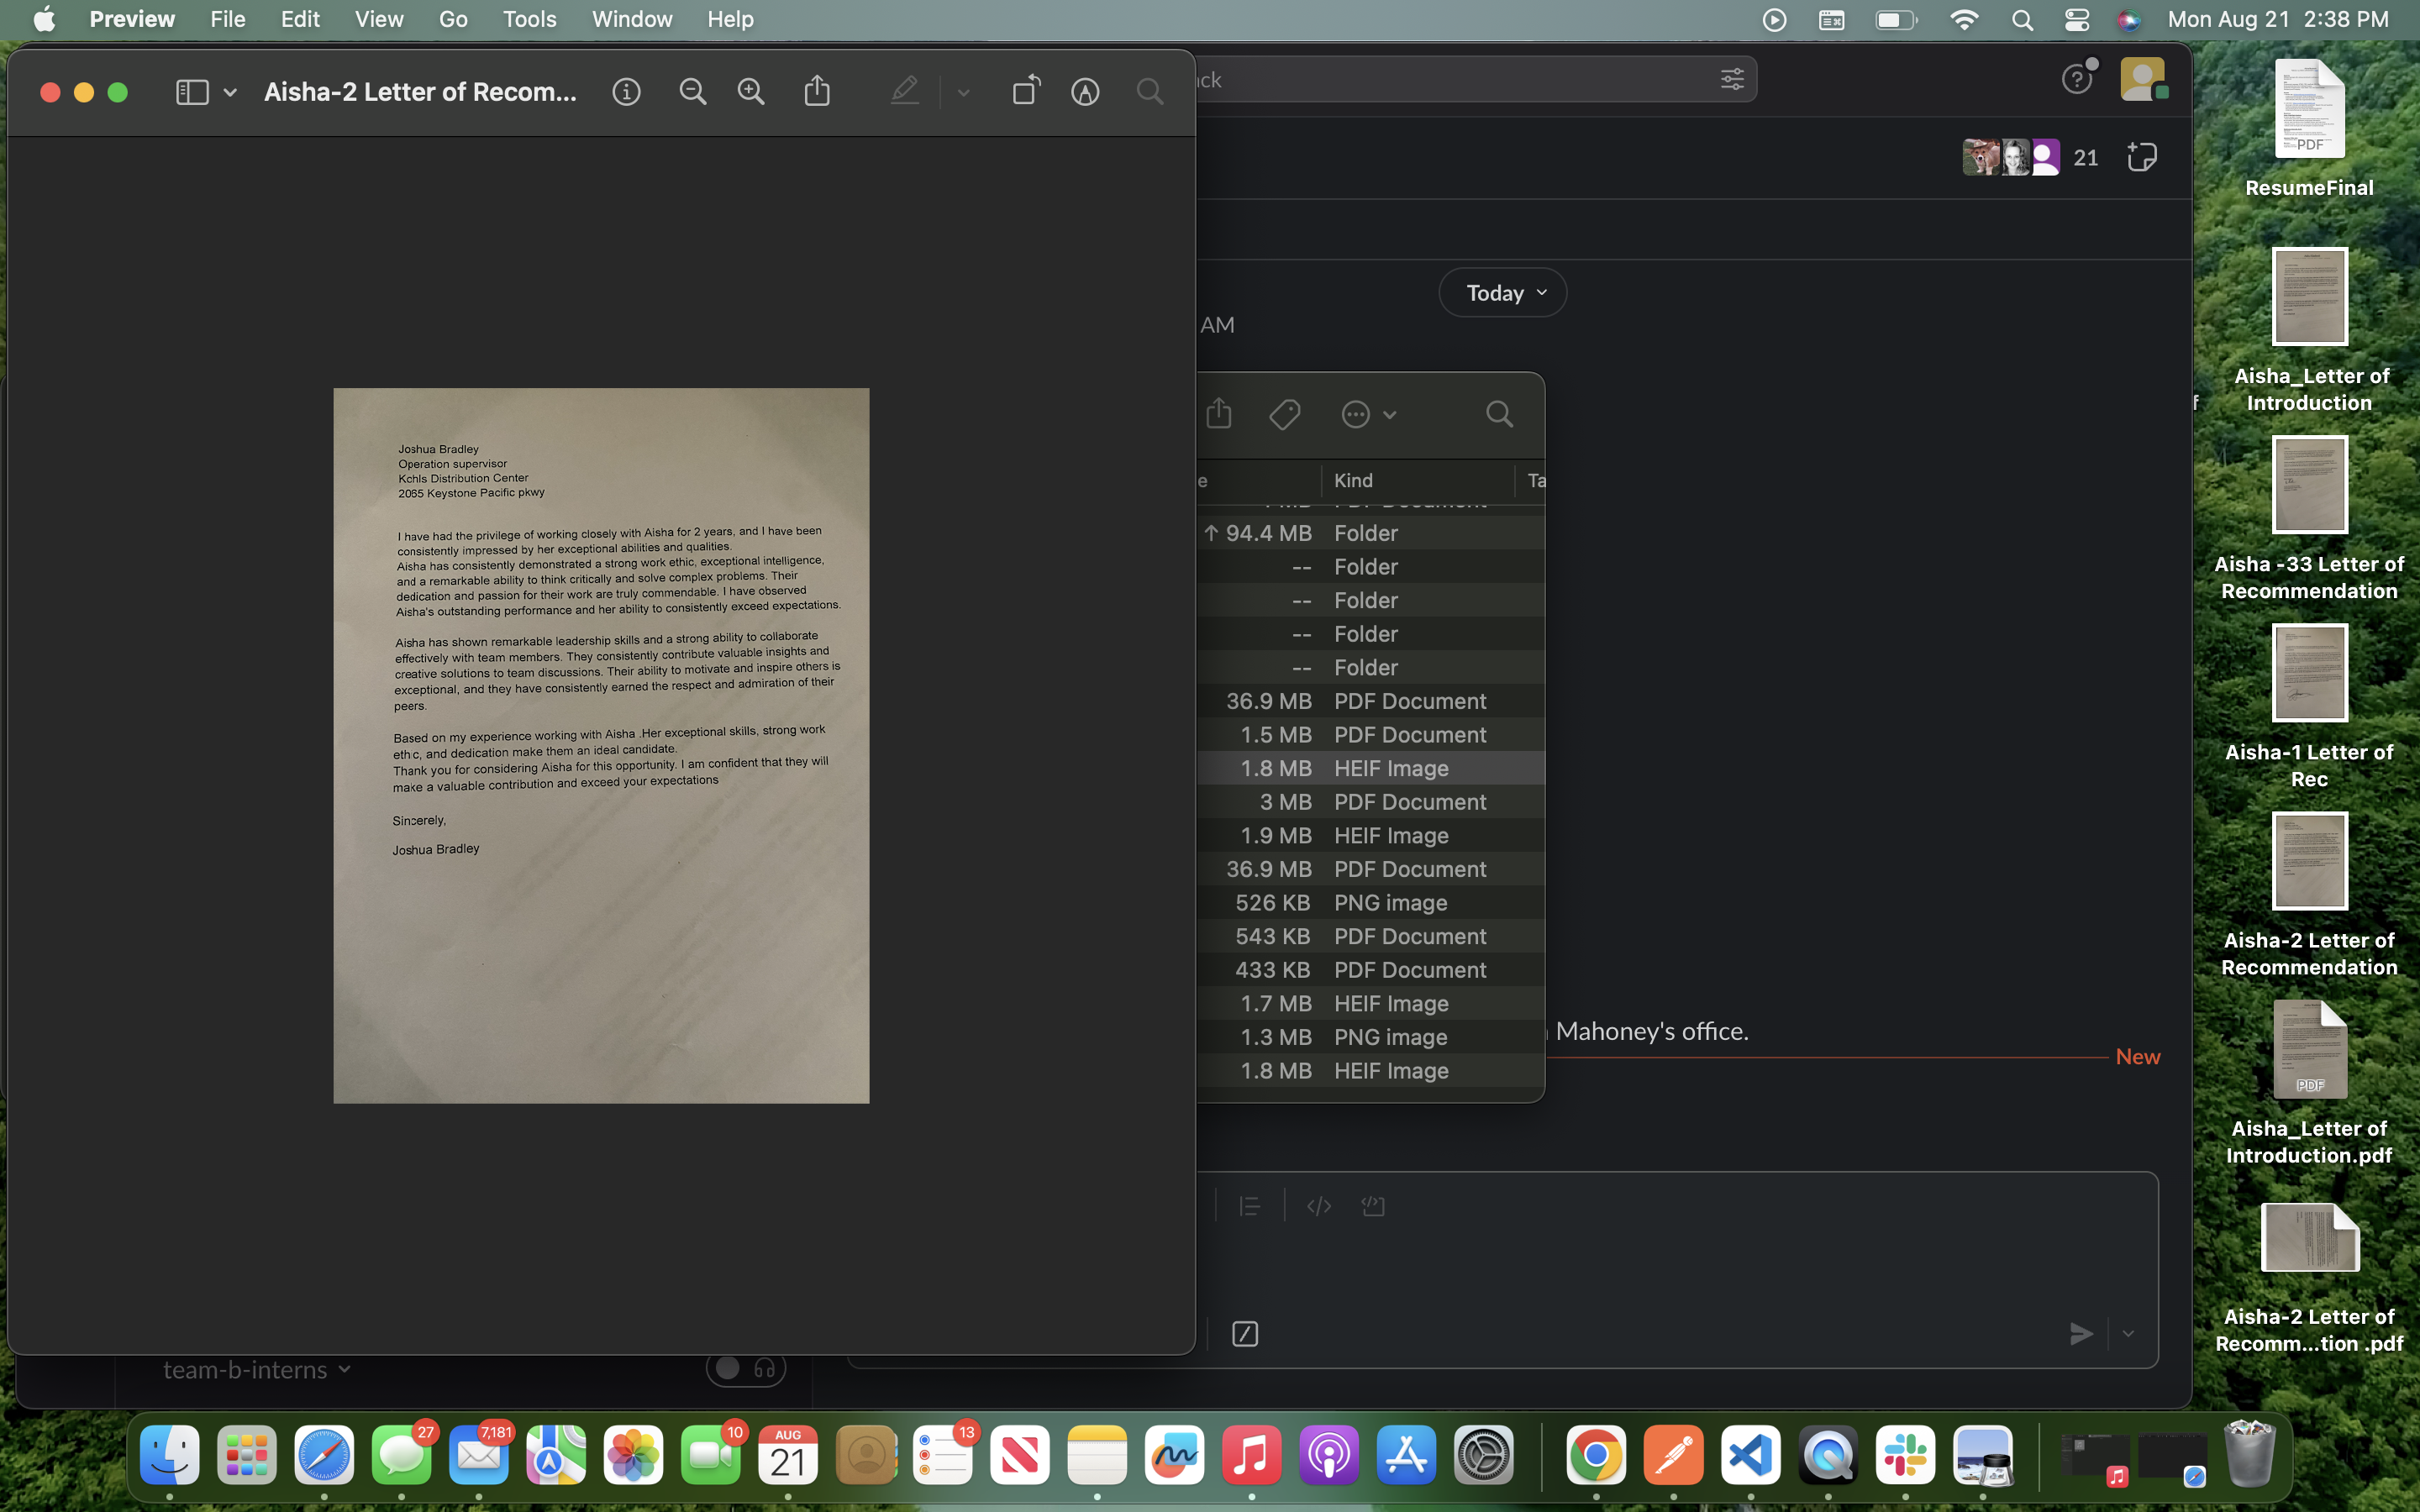 Preview File Edit View Go Tools Window Help Mon Aug 21 2:38 PM
Aisha-2 Letter of Recom...
ck
21
Today
AM
Joshua Bradley
Operation supervisor
Kohls Distribution Center
2065 Keystone Pacific pkwy
I have had the privilege of working closely with Aisha for 2 years, and I have been
consistently impressed by her exceptional abilities and qualities.
Aisha has consistently demonstrated a strong work ethic, exceptional intelligence,
and a remarkable ability to think critically and solve complex problems. Their
dedication and passion for their work are truly commendable. I have observed
Aisha's outstanding performance and her ability to consistently exceed expectations.
Aisha has shown remarkable leadership skills and a strong ability to collaborate
effectively with team members. They consistently contribute valuable insights and
creative solutions to team discussions. Their ability to motivate and inspire others is
exceptional, and they have consistently earned the respect and admiration of their
peers.
Based on my experience working with Aisha .Her exceptional skills, strong work
ethic, and dedication make them an ideal candidate.
Thank you for considering Aisha for this opportunity. I am confident that they will
make a valuable contribution and exceed your expectations
Sincerely,
Joshua Bradley
e Kind Ta
94.4 MB Folder
-- Folder
-- Folder
-- Folder
-- Folder
36.9 MB PDF Document
1.5 MB PDF Document
1.8 MB HEIF Image
3 MB PDF Document
1.9 MB HEIF Image
36.9 MB PDF Document
526 KB PNG image
543 KB PDF Document
433 KB PDF Document
1.7 MB HEIF Image
1.3 MB PNG image
1.8 MB HEIF Image
Mahoney's office.
New
team-b-interns
PDF
ResumeFinal
Aisha_Letter of
Introduction
Aisha -33 Letter of
Recommendation
Aisha-1 Letter of
Rec
Aisha-2 Letter of
Recommendation
PDF
Aisha_Letter of
Introduction.pdf
Aisha-2 Letter of
Recomm...tion .pdf
27
7,181
10
AUG
21
13